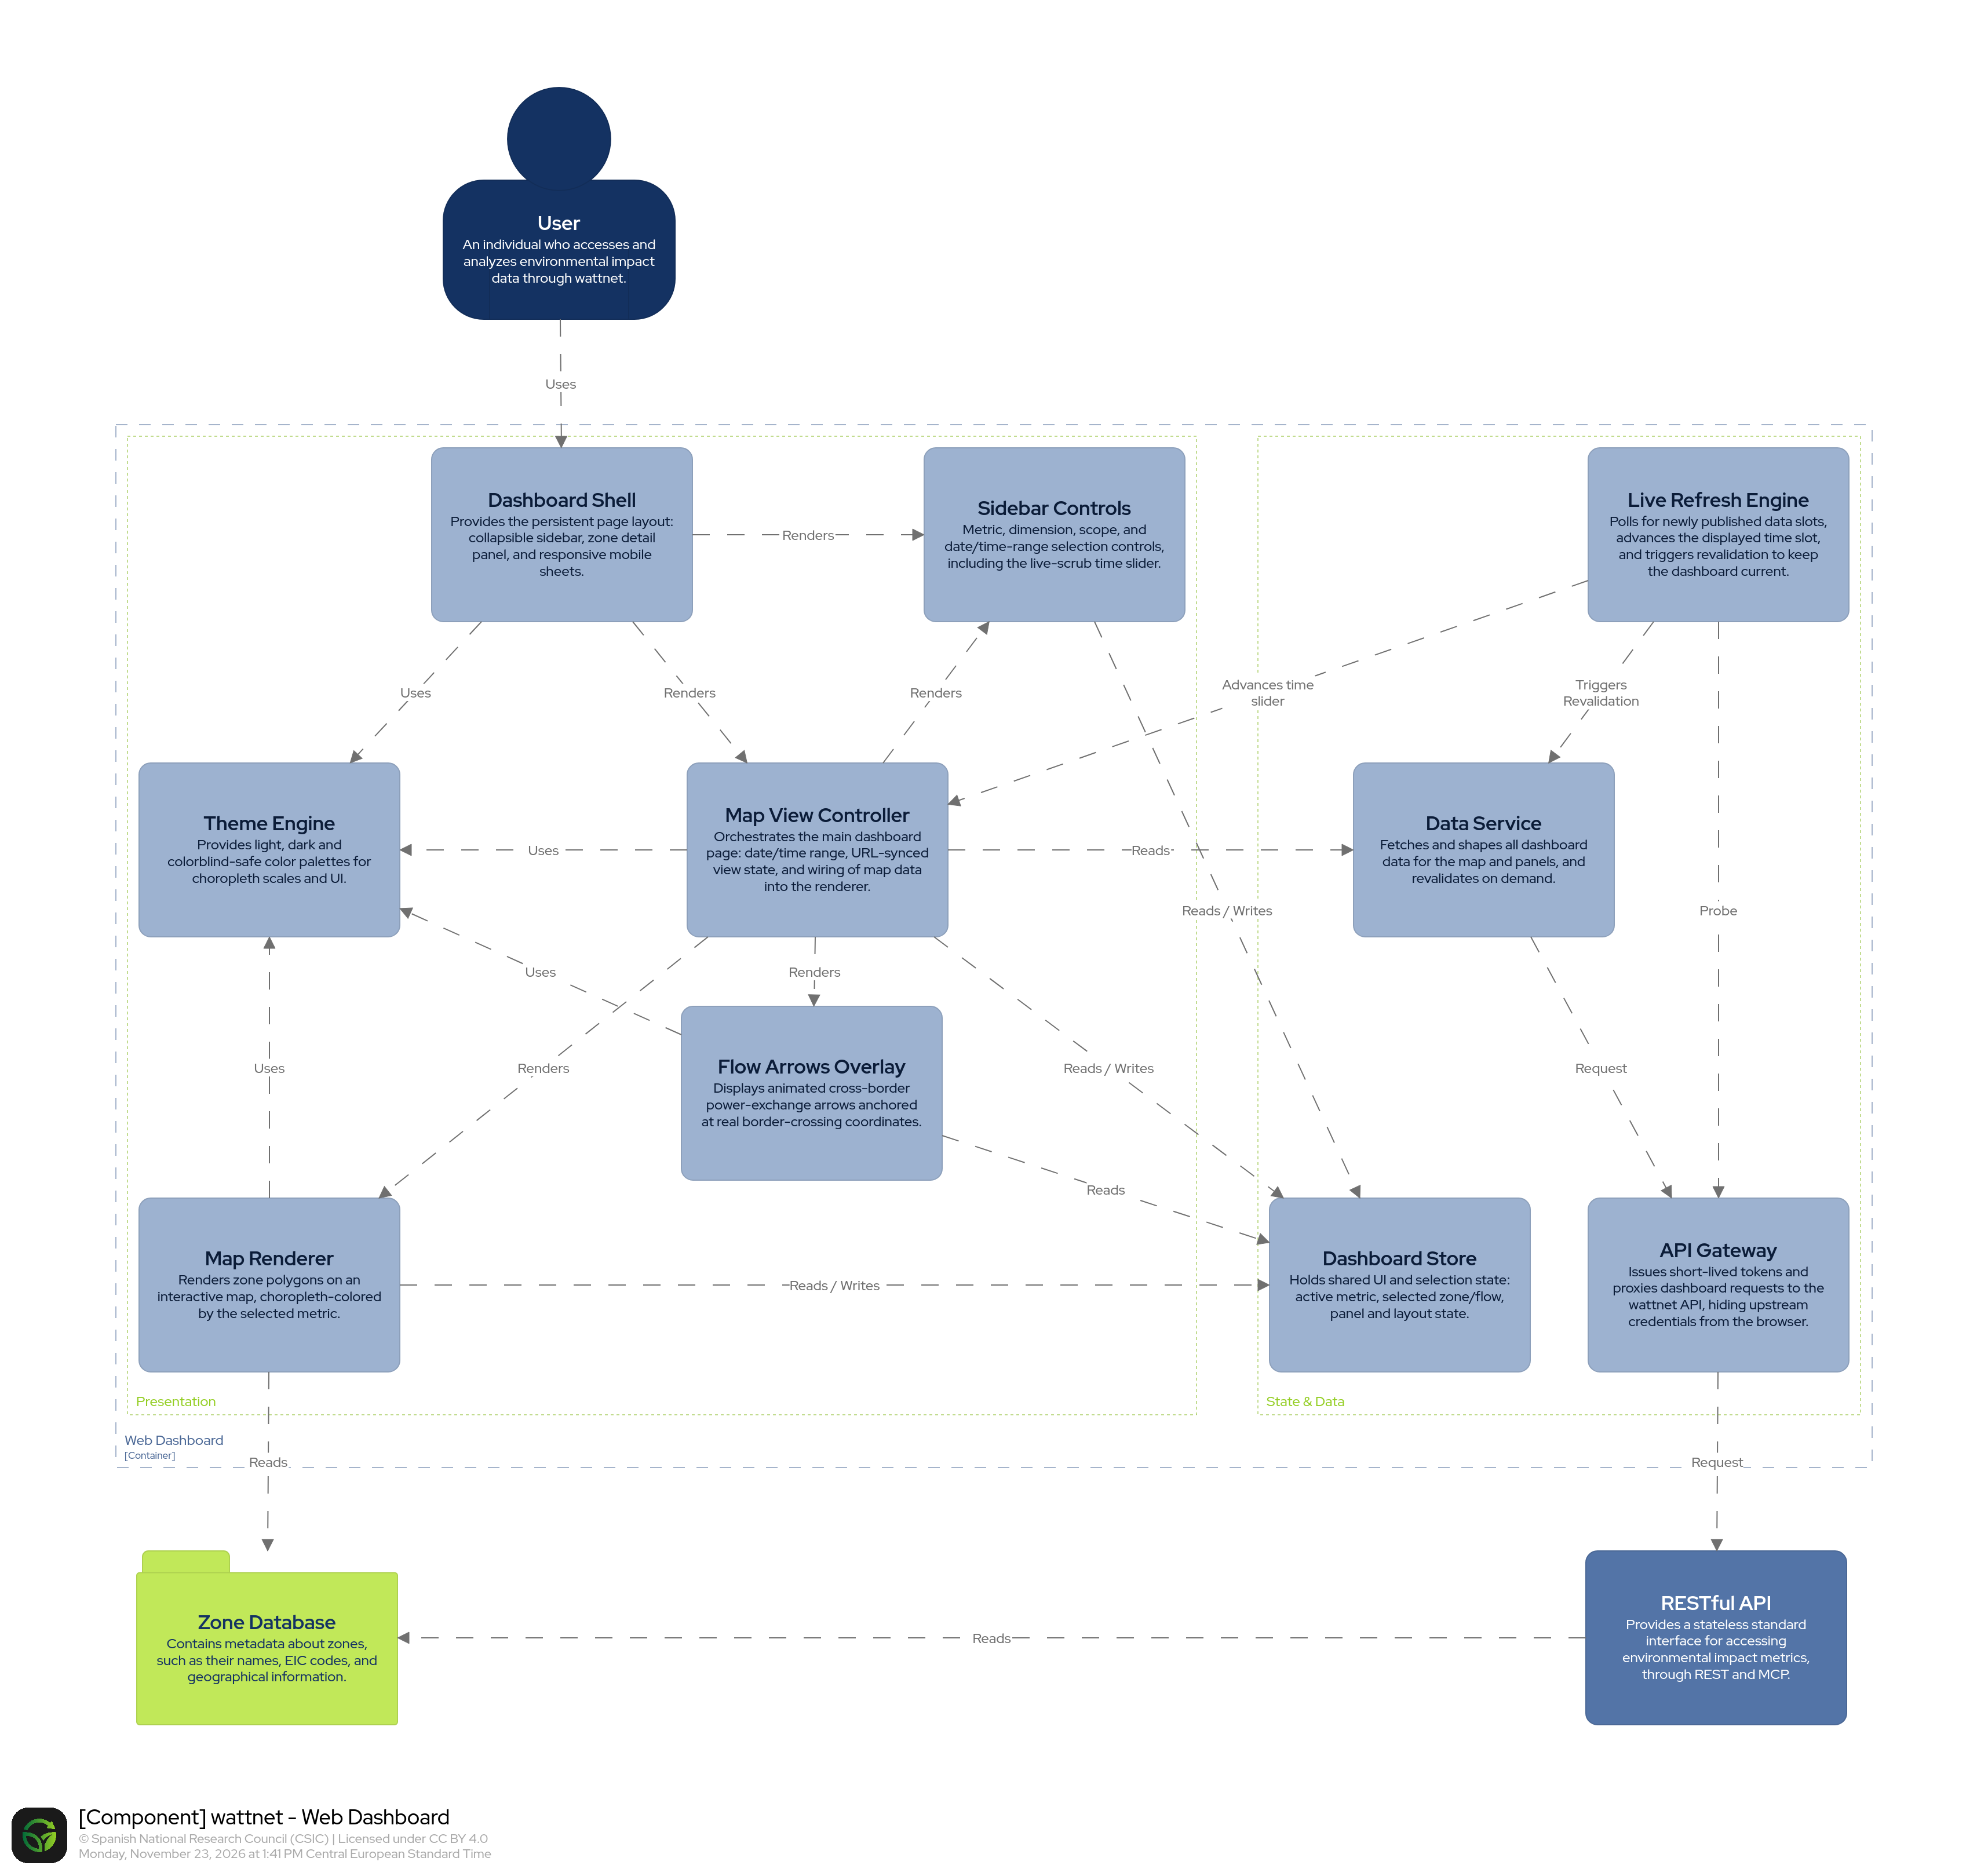 User
An individual who accesses and
analyzes environmental impact
data through wattnet.
Uses
Dashboard Shell
Provides the persistent page layout:
collapsible sidebar, zone detail
panel, and responsive mobile
sheets.
Renders
Sidebar Controls
Metric, dimension, scope, and
date/time-range selection controls,
including the live-scrub time slider.
Live Refresh Engine
Polls for newly published data slots,
advances the displayed time slot,
and triggers revalidation to keep
the dashboard current.
Uses
Renders
Renders
Advances time
slider
Triggers
Revalidation
Theme Engine
Provides light, dark and
colorblind-safe color palettes for
choropleth scales and UI.
Uses
Map View Controller
Orchestrates the main dashboard
page: date/time range, URL-synced
view state, and wiring of map data
into the renderer.
Reads
Data Service
Fetches and shapes all dashboard
data for the map and panels, and
revalidates on demand.
Reads / Writes
Probe
Uses
Renders
Uses
Renders
Flow Arrows Overlay
Displays animated cross-border
power-exchange arrows anchored
at real border-crossing coordinates.
Reads / Writes
Request
Reads
Map Renderer
Renders zone polygons on an
interactive map, choropleth-colored
by the selected metric.
Reads / Writes
Dashboard Store
Holds shared UI and selection state:
active metric, selected zone/flow,
panel and layout state.
API Gateway
Issues short-lived tokens and
proxies dashboard requests to the
wattnet API, hiding upstream
credentials from the browser.
Presentation
State & Data
Web Dashboard
[Container]
Reads
Request
Zone Database
Contains metadata about zones,
such as their names, EIC codes, and
geographical information.
Reads
RESTful API
Provides a stateless standard
interface for accessing
environmental impact metrics,
through REST and MCP.
[Component] wattnet - Web Dashboard
© Spanish National Research Council (CSIC) | Licensed under CC BY 4.0
Monday, November 23, 2026 at 1:41 PM Central European Standard Time